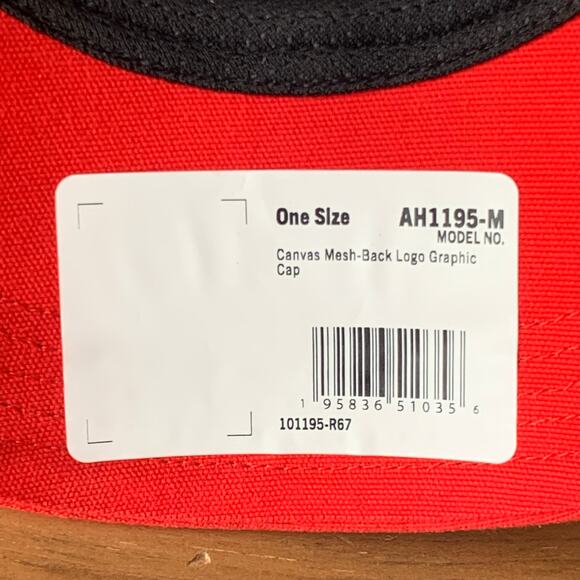 One Size
AH1195-M
MODEL NO.
Canvas Mesh-Back Logo Graphic
Cap
1 95836 51035 6
101195-R67